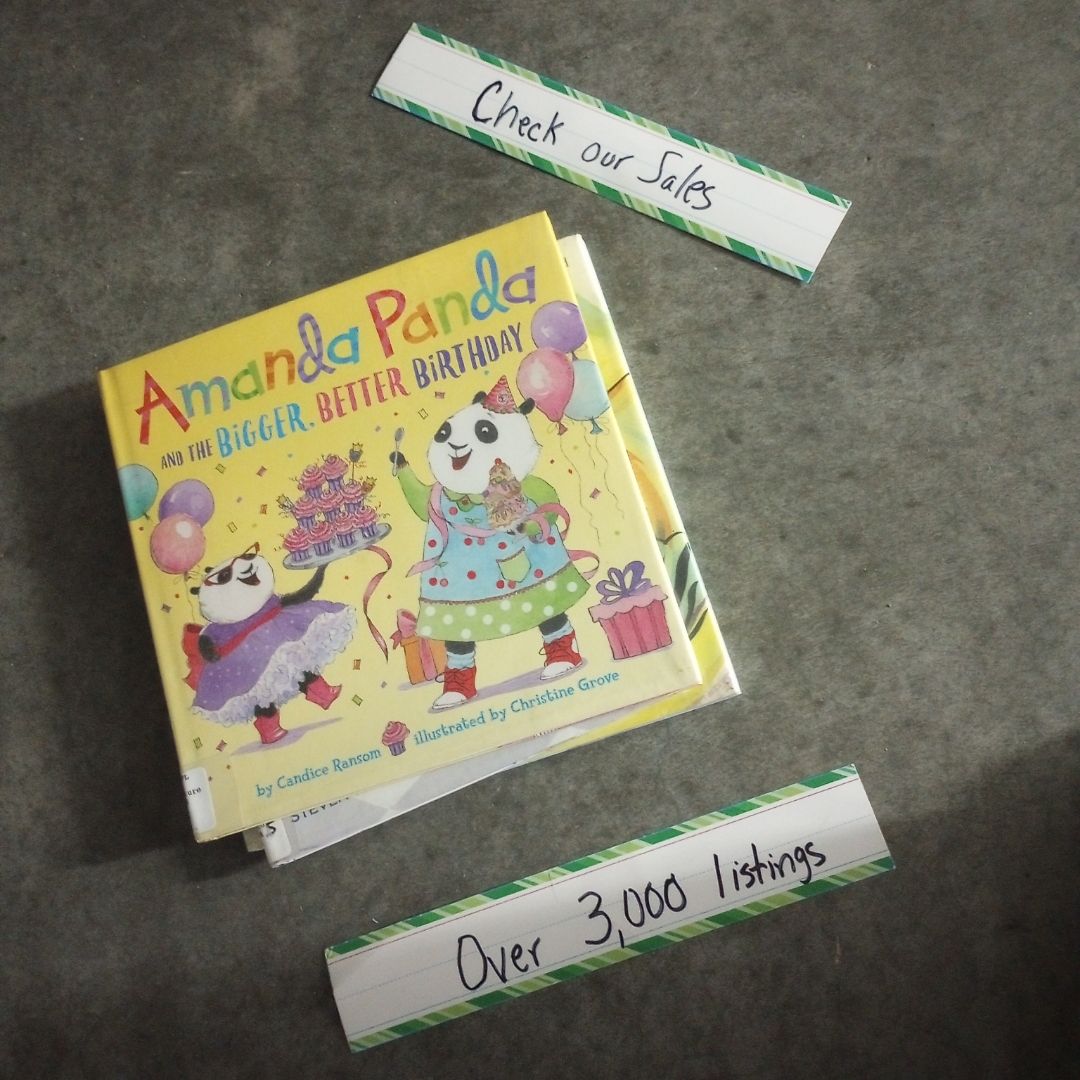 Check our Sales
Amanda Panda
AND THE BiGGER, BETTER BiRTHDAY
by Candice Ransom illustrated by Christine Grove
Over 3,000 listings